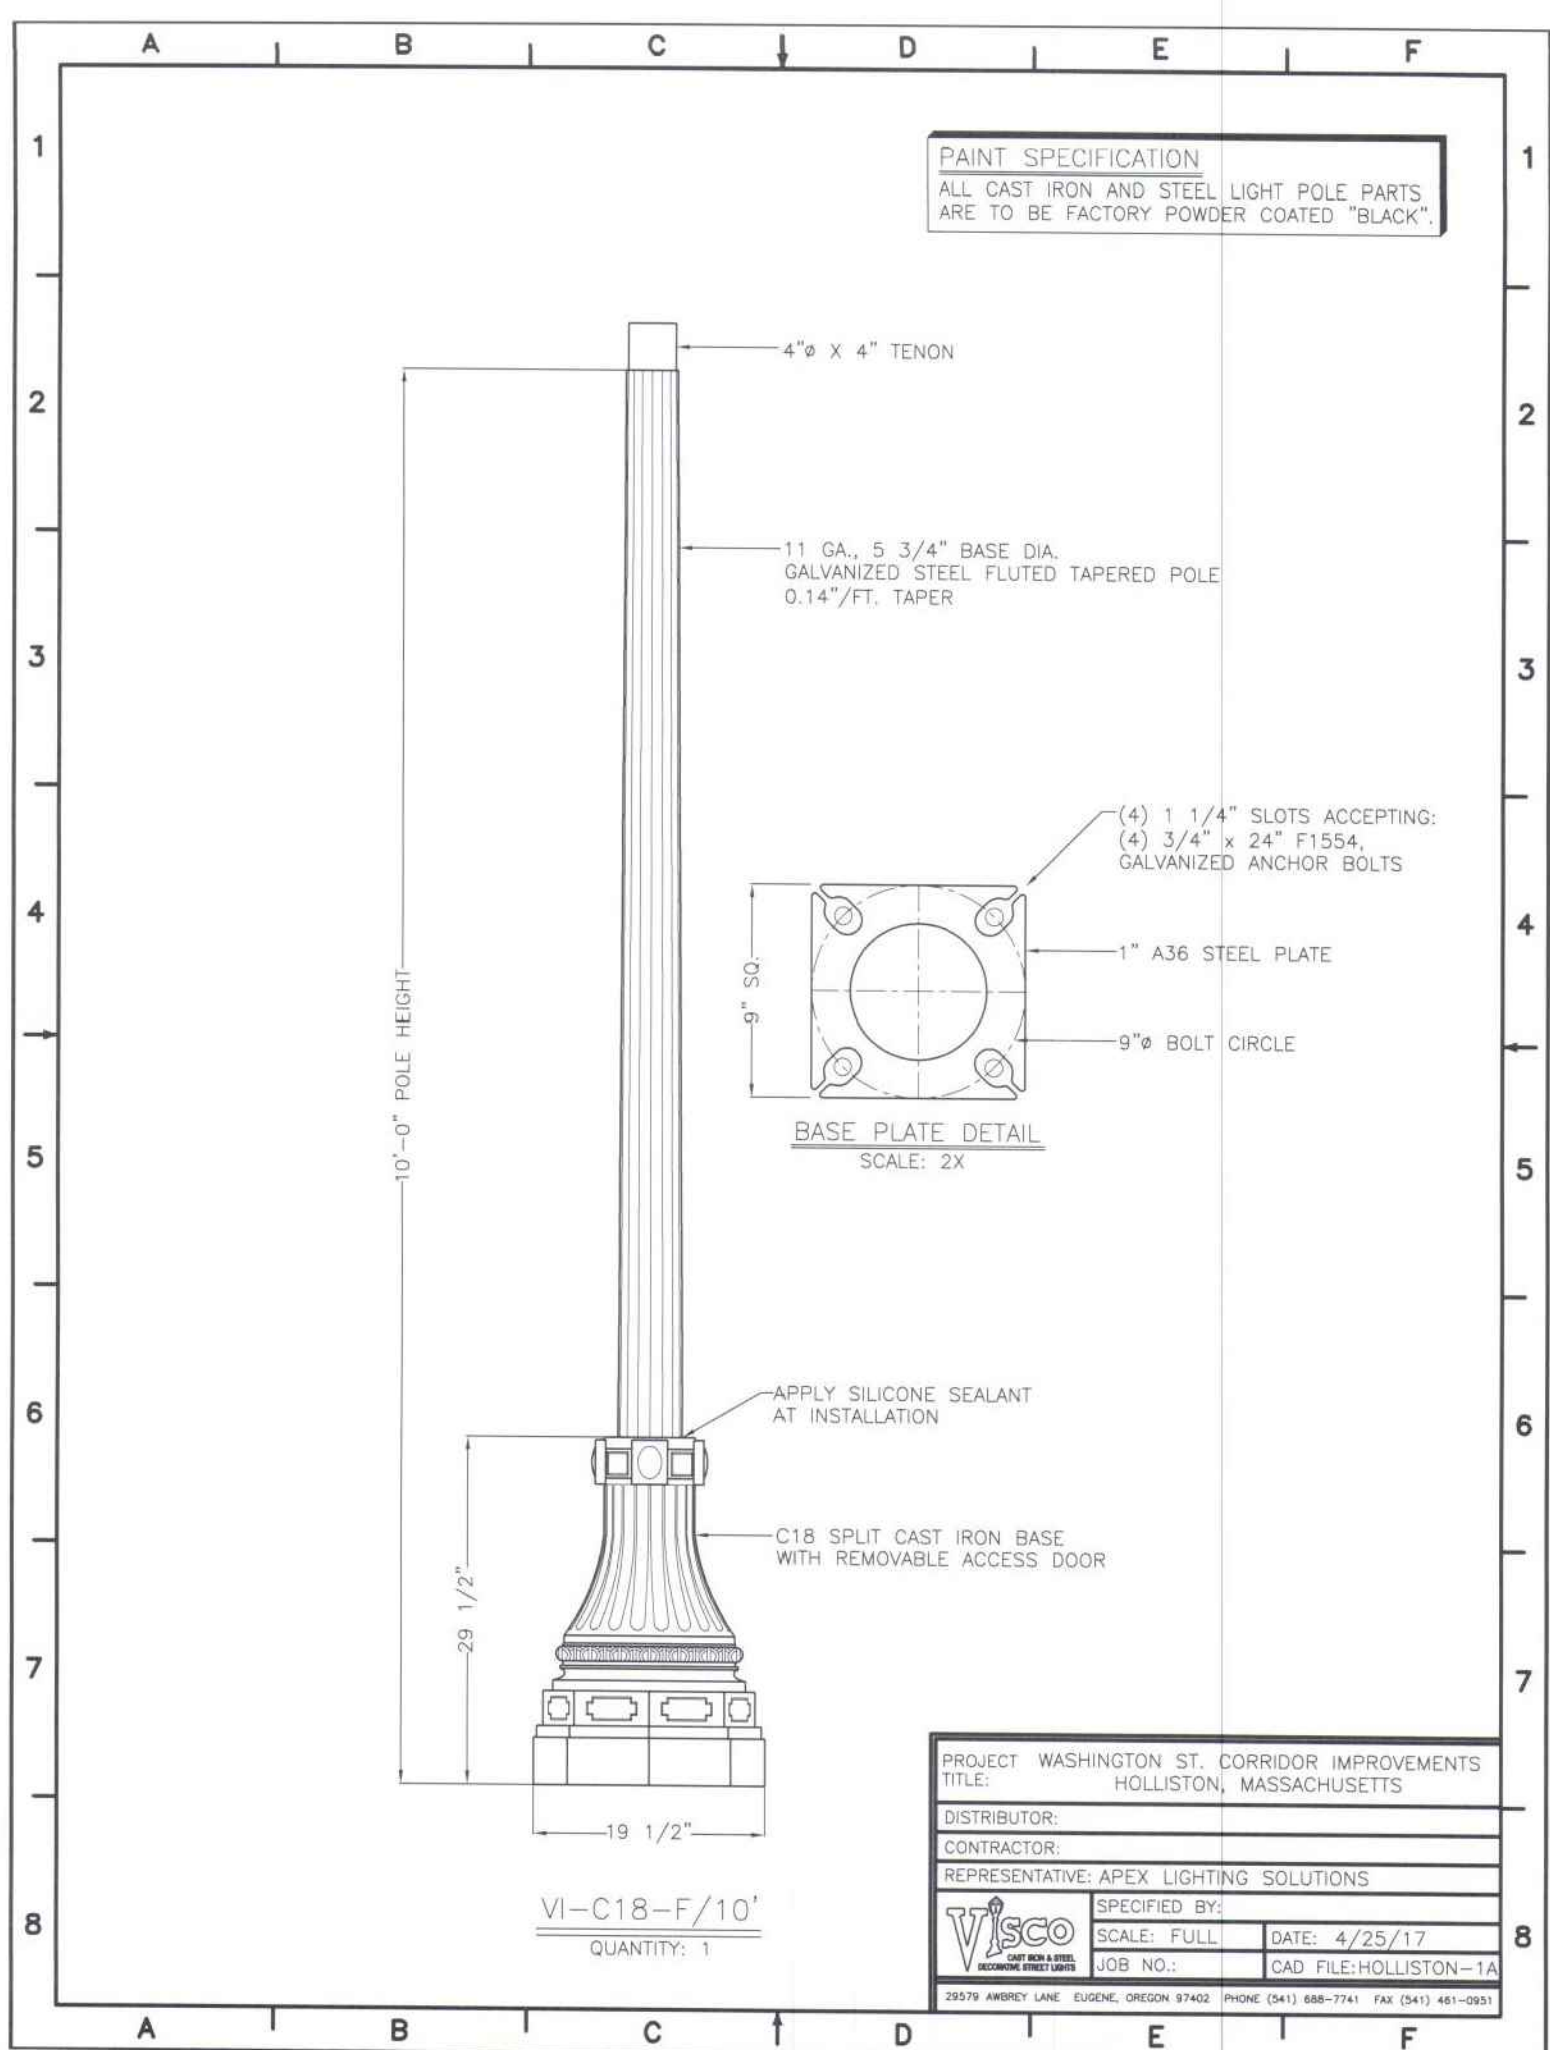 A B C D E F
1 1
PAINT SPECIFICATION
ALL CAST IRON AND STEEL LIGHT POLE PARTS
ARE TO BE FACTORY POWDER COATED "BLACK".
4"ø X 4" TENON
2 2
11 GA., 5 3/4" BASE DIA.
GALVANIZED STEEL FLUTED TAPERED POLE
0.14"/FT. TAPER
3 3
(4) 1 1/4" SLOTS ACCEPTING:
(4) 3/4" x 24" F1554,
GALVANIZED ANCHOR BOLTS
4 4
1" A36 STEEL PLATE
9" SQ.
9"ø BOLT CIRCLE
10'-0" POLE HEIGHT
BASE PLATE DETAIL
SCALE: 2X
5 5
APPLY SILICONE SEALANT
AT INSTALLATION
6 6
C18 SPLIT CAST IRON BASE
WITH REMOVABLE ACCESS DOOR
29 1/2"
7 7
19 1/2"
VI-C18-F/10'
QUANTITY: 1
PROJECT WASHINGTON ST. CORRIDOR IMPROVEMENTS
TITLE: HOLLISTON, MASSACHUSETTS
DISTRIBUTOR:
CONTRACTOR:
REPRESENTATIVE: APEX LIGHTING SOLUTIONS
VISCO
CAST IRON & STEEL
DECORATIVE STREET LIGHTS
SPECIFIED BY:
SCALE: FULL DATE: 4/25/17
JOB NO.: CAD FILE:HOLLISTON-1A
8 8
29579 AWBREY LANE EUGENE, OREGON 97402 PHONE (541) 688-7741 FAX (541) 461-0951
A B C D E F